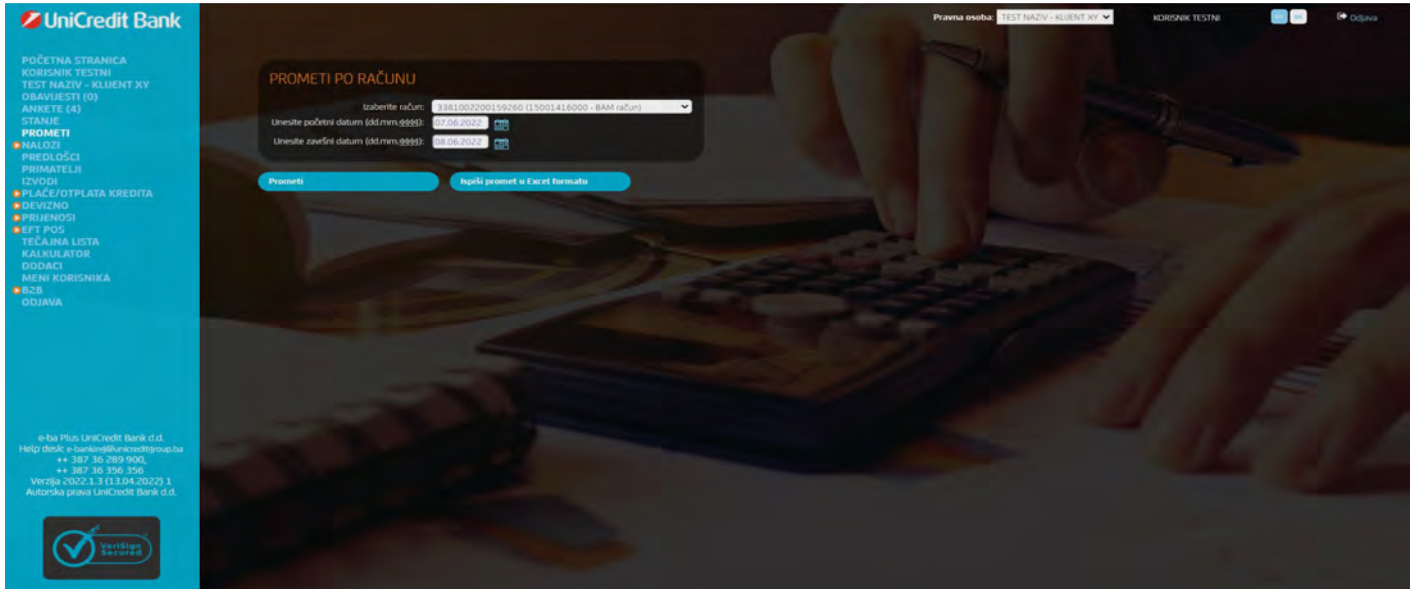 UniCredit Bank
Pravna osoba: TEST NAZIV - KLIJENT XY
KORISNIK TESTNI
Odjava
POČETNA STRANICA
KORISNIK TESTNI
TEST NAZIV - KLIJENT XY
OBAVIJESTI (0)
ANKETE (4)
STANJE
PROMETI
NALOZI
PREDLOŠCI
PRIMATELJI
IZVODI
PLAĆE/OTPLATA KREDITA
DEVIZNO
PRIJENOSI
EFT POS
TEČAJNA LISTA
KALKULATOR
DODACI
MENI KORISNIKA
B2B
ODJAVA
PROMETI PO RAČUNU
Izaberite račun: 3381002200159260 (15001416000 - BAM račun)
Unesite početni datum (dd.mm.gggg): 07.06.2022
Unesite završni datum (dd.mm.gggg): 08.06.2022
Prometi
Ispiši promet u Excel formatu
e-ba Plus UniCredit Bank d.d.
Help desk: e-banking@unicreditgroup.ba
++ 387 36 289 900,
++ 387 36 356 356
Verzija 2022.1.3 (13.04.2022) 1
Autorska prava UniCredit Bank d.d.
VeriSign
Secured